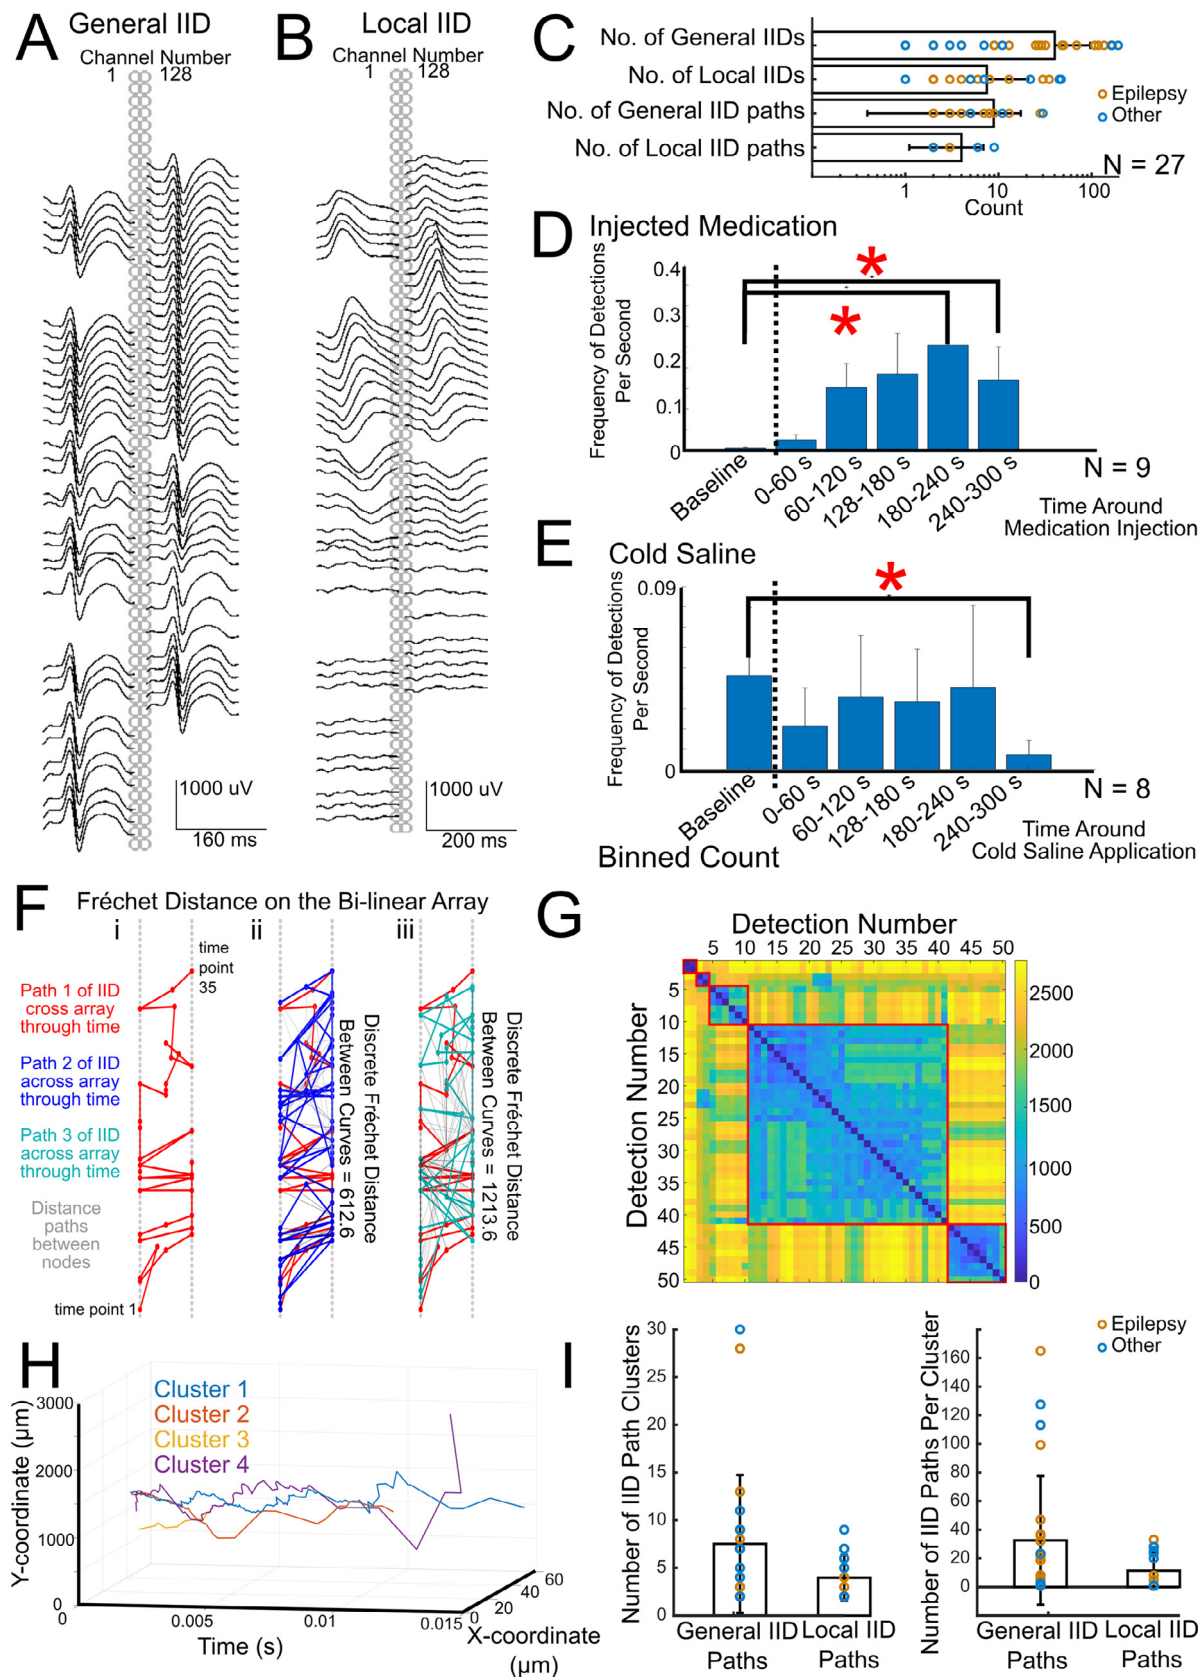 A
General IID
Channel Number
1
128
1000 uV
160 ms
B
Local IID
Channel Number
1
128
1000 uV
200 ms
C
No. of General IIDs
No. of Local IIDs
No. of General IID paths
No. of Local IID paths
Epilepsy
Other
N = 27
1
10
100
Count
D
Injected Medication
Frequency of Detections
Per Second
0.4
0.3
0.2
0.1
0
*
*
Baseline
0-60 s
60-120 s
128-180 s
180-240 s
240-300 s
N = 9
Time Around
Medication Injection
E
Cold Saline
Frequency of Detections
Per Second
0.09
0
*
Baseline
0-60 s
60-120 s
128-180 s
180-240 s
240-300 s
N = 8
Time Around
Cold Saline Application
Binned Count
F
Fréchet Distance on the Bi-linear Array
i
ii
iii
time
point
35
Path 1 of IID
cross array
through time
Path 2 of IID
across array
through time
Path 3 of IID
across array
through time
Distance
paths
between
nodes
time point 1
Discrete Fréchet Distance
Between Curves = 612.6
Discrete Fréchet Distance
Between Curves = 1213.6
G
Detection Number
5 10 15 20 25 30 35 41 45 50
Detection Number
5
10
15
20
25
30
35
40
45
50
2500
2000
1500
1000
500
0
H
Cluster 1
Cluster 2
Cluster 3
Cluster 4
Y-coordinate (µm)
3000
2000
1000
0
0.005
0.01
0.015
Time (s)
0
20
40
60
X-coordinate
(µm)
I
Number of IID Path Clusters
30
25
20
15
10
5
0
General IID
Paths
Local IID
Paths
Number of IID Paths Per Cluster
160
140
120
100
80
60
40
20
0
General IID
Paths
Local IID
Paths
Epilepsy
Other